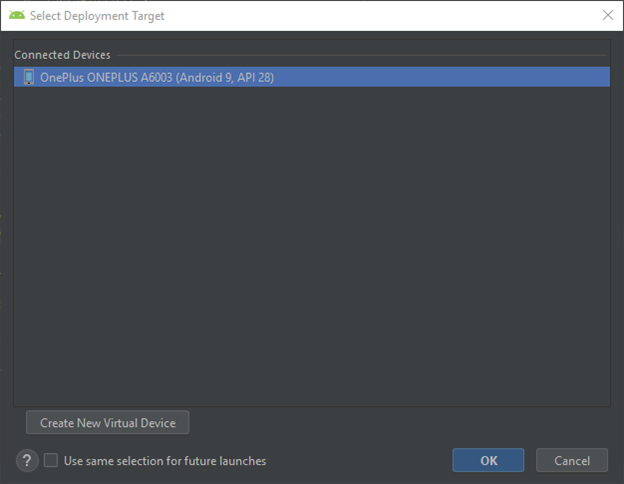 Select Deployment Target
Connected Devices
OnePlus ONEPLUS A6003 (Android 9, API 28)
Create New Virtual Device
? Use same selection for future launches OK Cancel